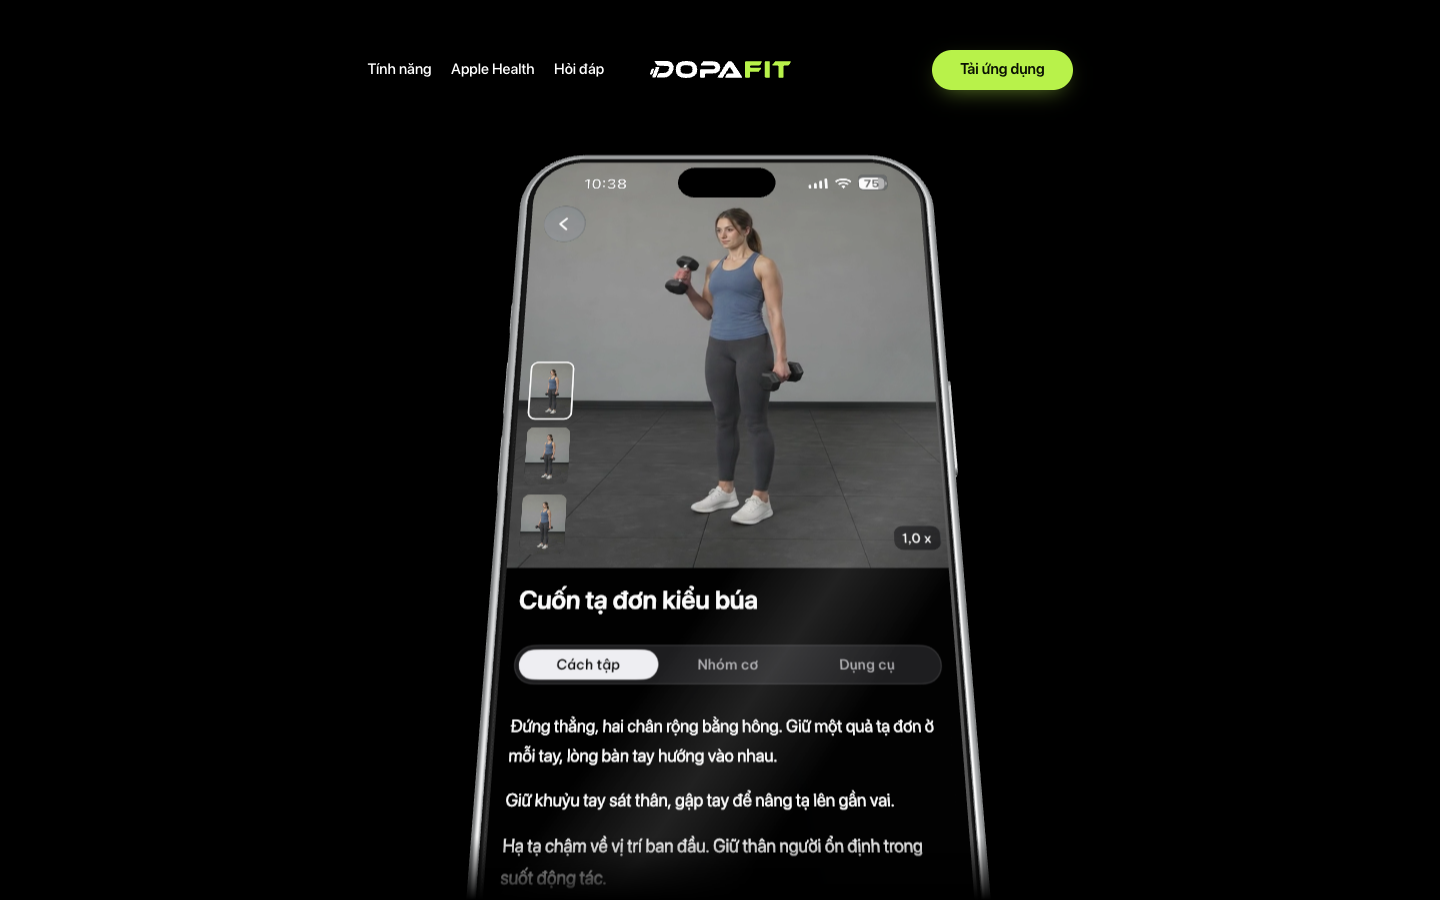 Tính năng
Apple Health
Hỏi đáp
DOPAFIT
Tải ứng dụng
10:38
75
1,0 x
Cuốn tạ đơn kiểu búa
Cách tập
Nhóm cơ
Dụng cụ
Đứng thẳng, hai chân rộng bằng hông. Giữ một quả tạ đơn ở
mỗi tay, lòng bàn tay hướng vào nhau.
Giữ khuỷu tay sát thân, gập tay để nâng tạ lên gần vai.
Hạ tạ chậm về vị trí ban đầu. Giữ thân người ổn định trong
suốt động tác.